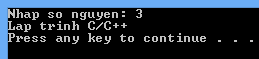 Nhap so nguyen: 3
Lap trinh C/C++
Press any key to continue . . .